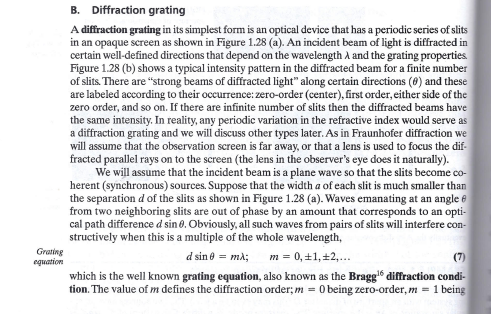 B. Diffraction grating
A diffraction grating in its simplest form is an optical device that has a periodic series of slits
in an opaque screen as shown in Figure 1.28 (a). An incident beam of light is diffracted in
certain well-defined directions that depend on the wavelength λ and the grating properties.
Figure 1.28 (b) shows a typical intensity pattern in the diffracted beam for a finite number
of slits. There are “strong beams of diffracted light” along certain directions (θ) and these
are labeled according to their occurrence: zero-order (center), first order, either side of the
zero order, and so on. If there are infinite number of slits then the diffracted beams have
the same intensity. In reality, any periodic variation in the refractive index would serve as
a diffraction grating and we will discuss other types later. As in Fraunhofer diffraction we
will assume that the observation screen is far away, or that a lens is used to focus the dif-
fracted parallel rays on to the screen (the lens in the observer's eye does it naturally).
We will assume that the incident beam is a plane wave so that the slits become co-
herent (synchronous) sources. Suppose that the width a of each slit is much smaller than
the separation d of the slits as shown in Figure 1.28 (a). Waves emanating at an angle θ
from two neighboring slits are out of phase by an amount that corresponds to an opti-
cal path difference d sin θ. Obviously, all such waves from pairs of slits will interfere con-
structively when this is a multiple of the whole wavelength,
Grating
equation
d sin θ = mλ; m = 0, ±1, ±2,... (7)
which is the well known grating equation, also known as the Bragg¹⁶ diffraction condi-
tion. The value of m defines the diffraction order; m = 0 being zero-order, m = 1 being